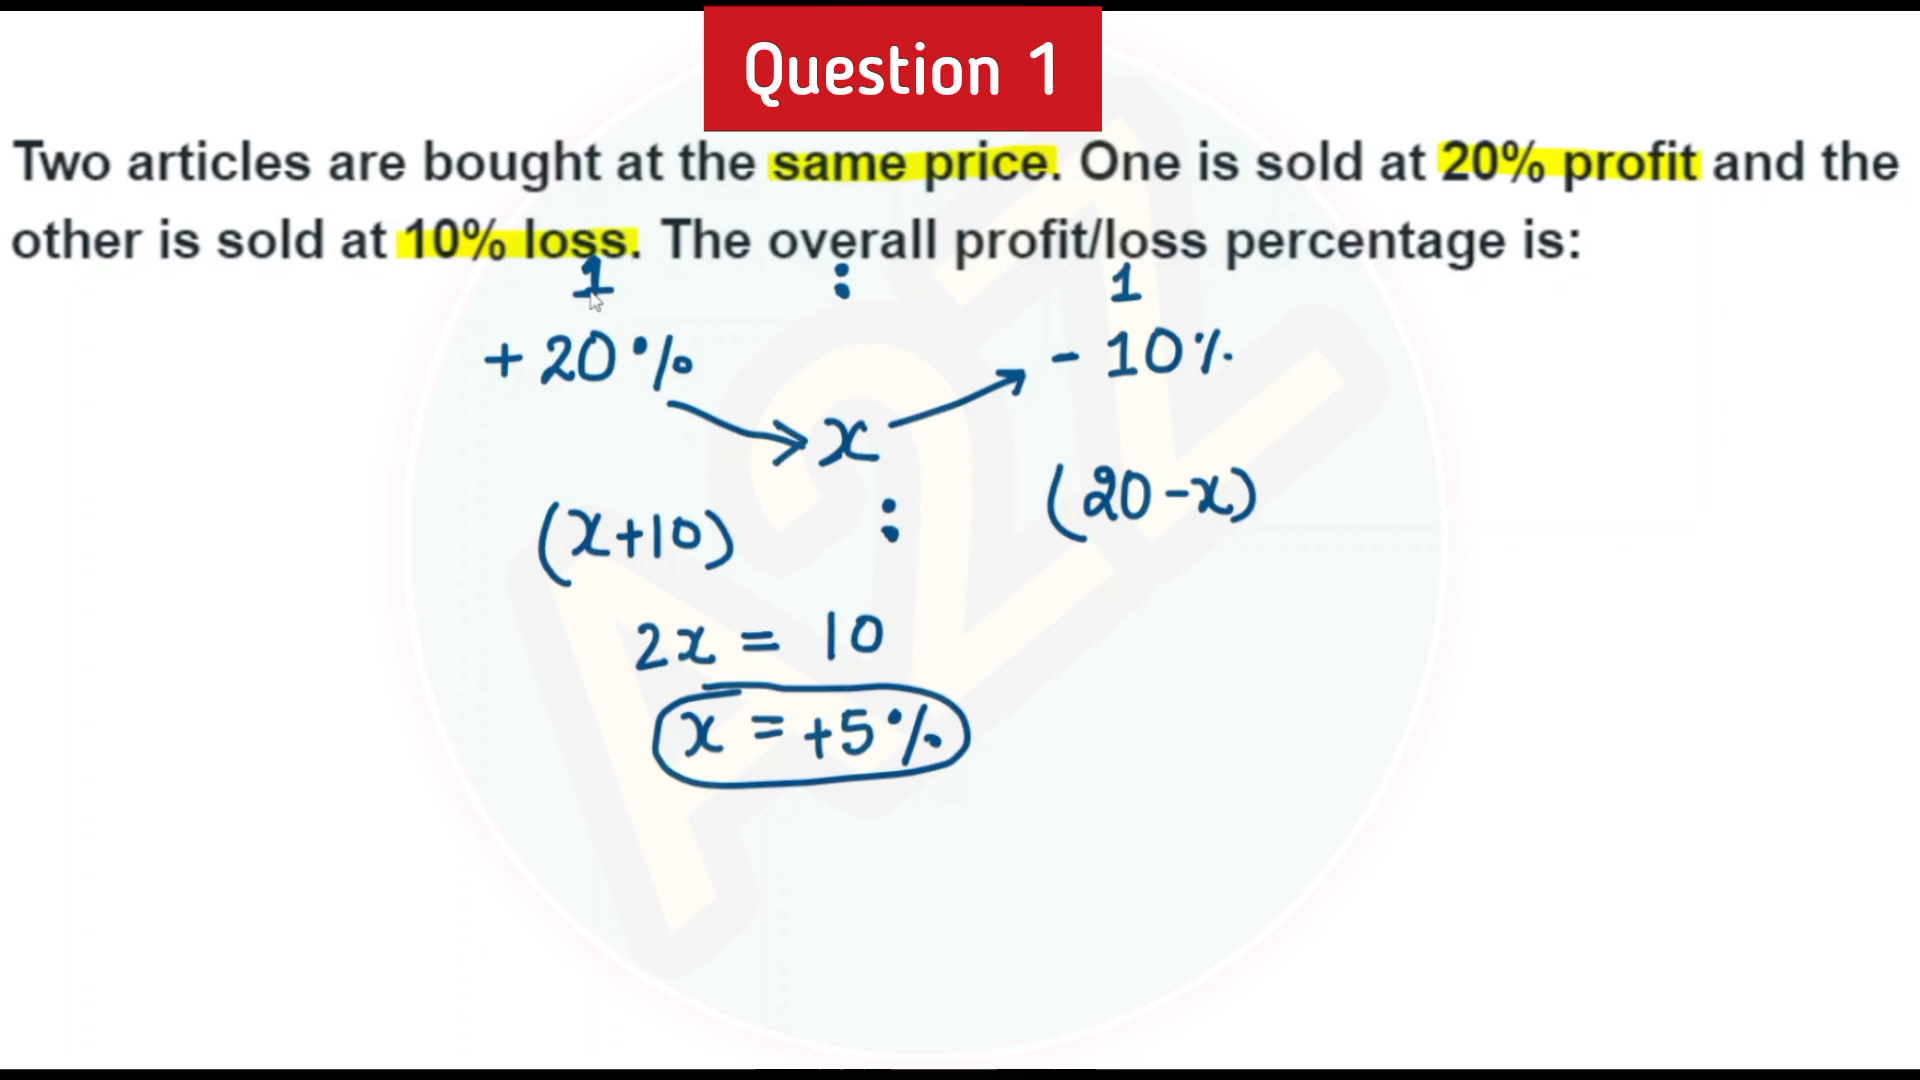 Question 1
Two articles are bought at the same price. One is sold at 20% profit and the
other is sold at 10% loss. The overall profit/loss percentage is:
1 : 1
+20% -10%
x
(x+10) : (20-x)
2x = 10
x = +5%
A2Z